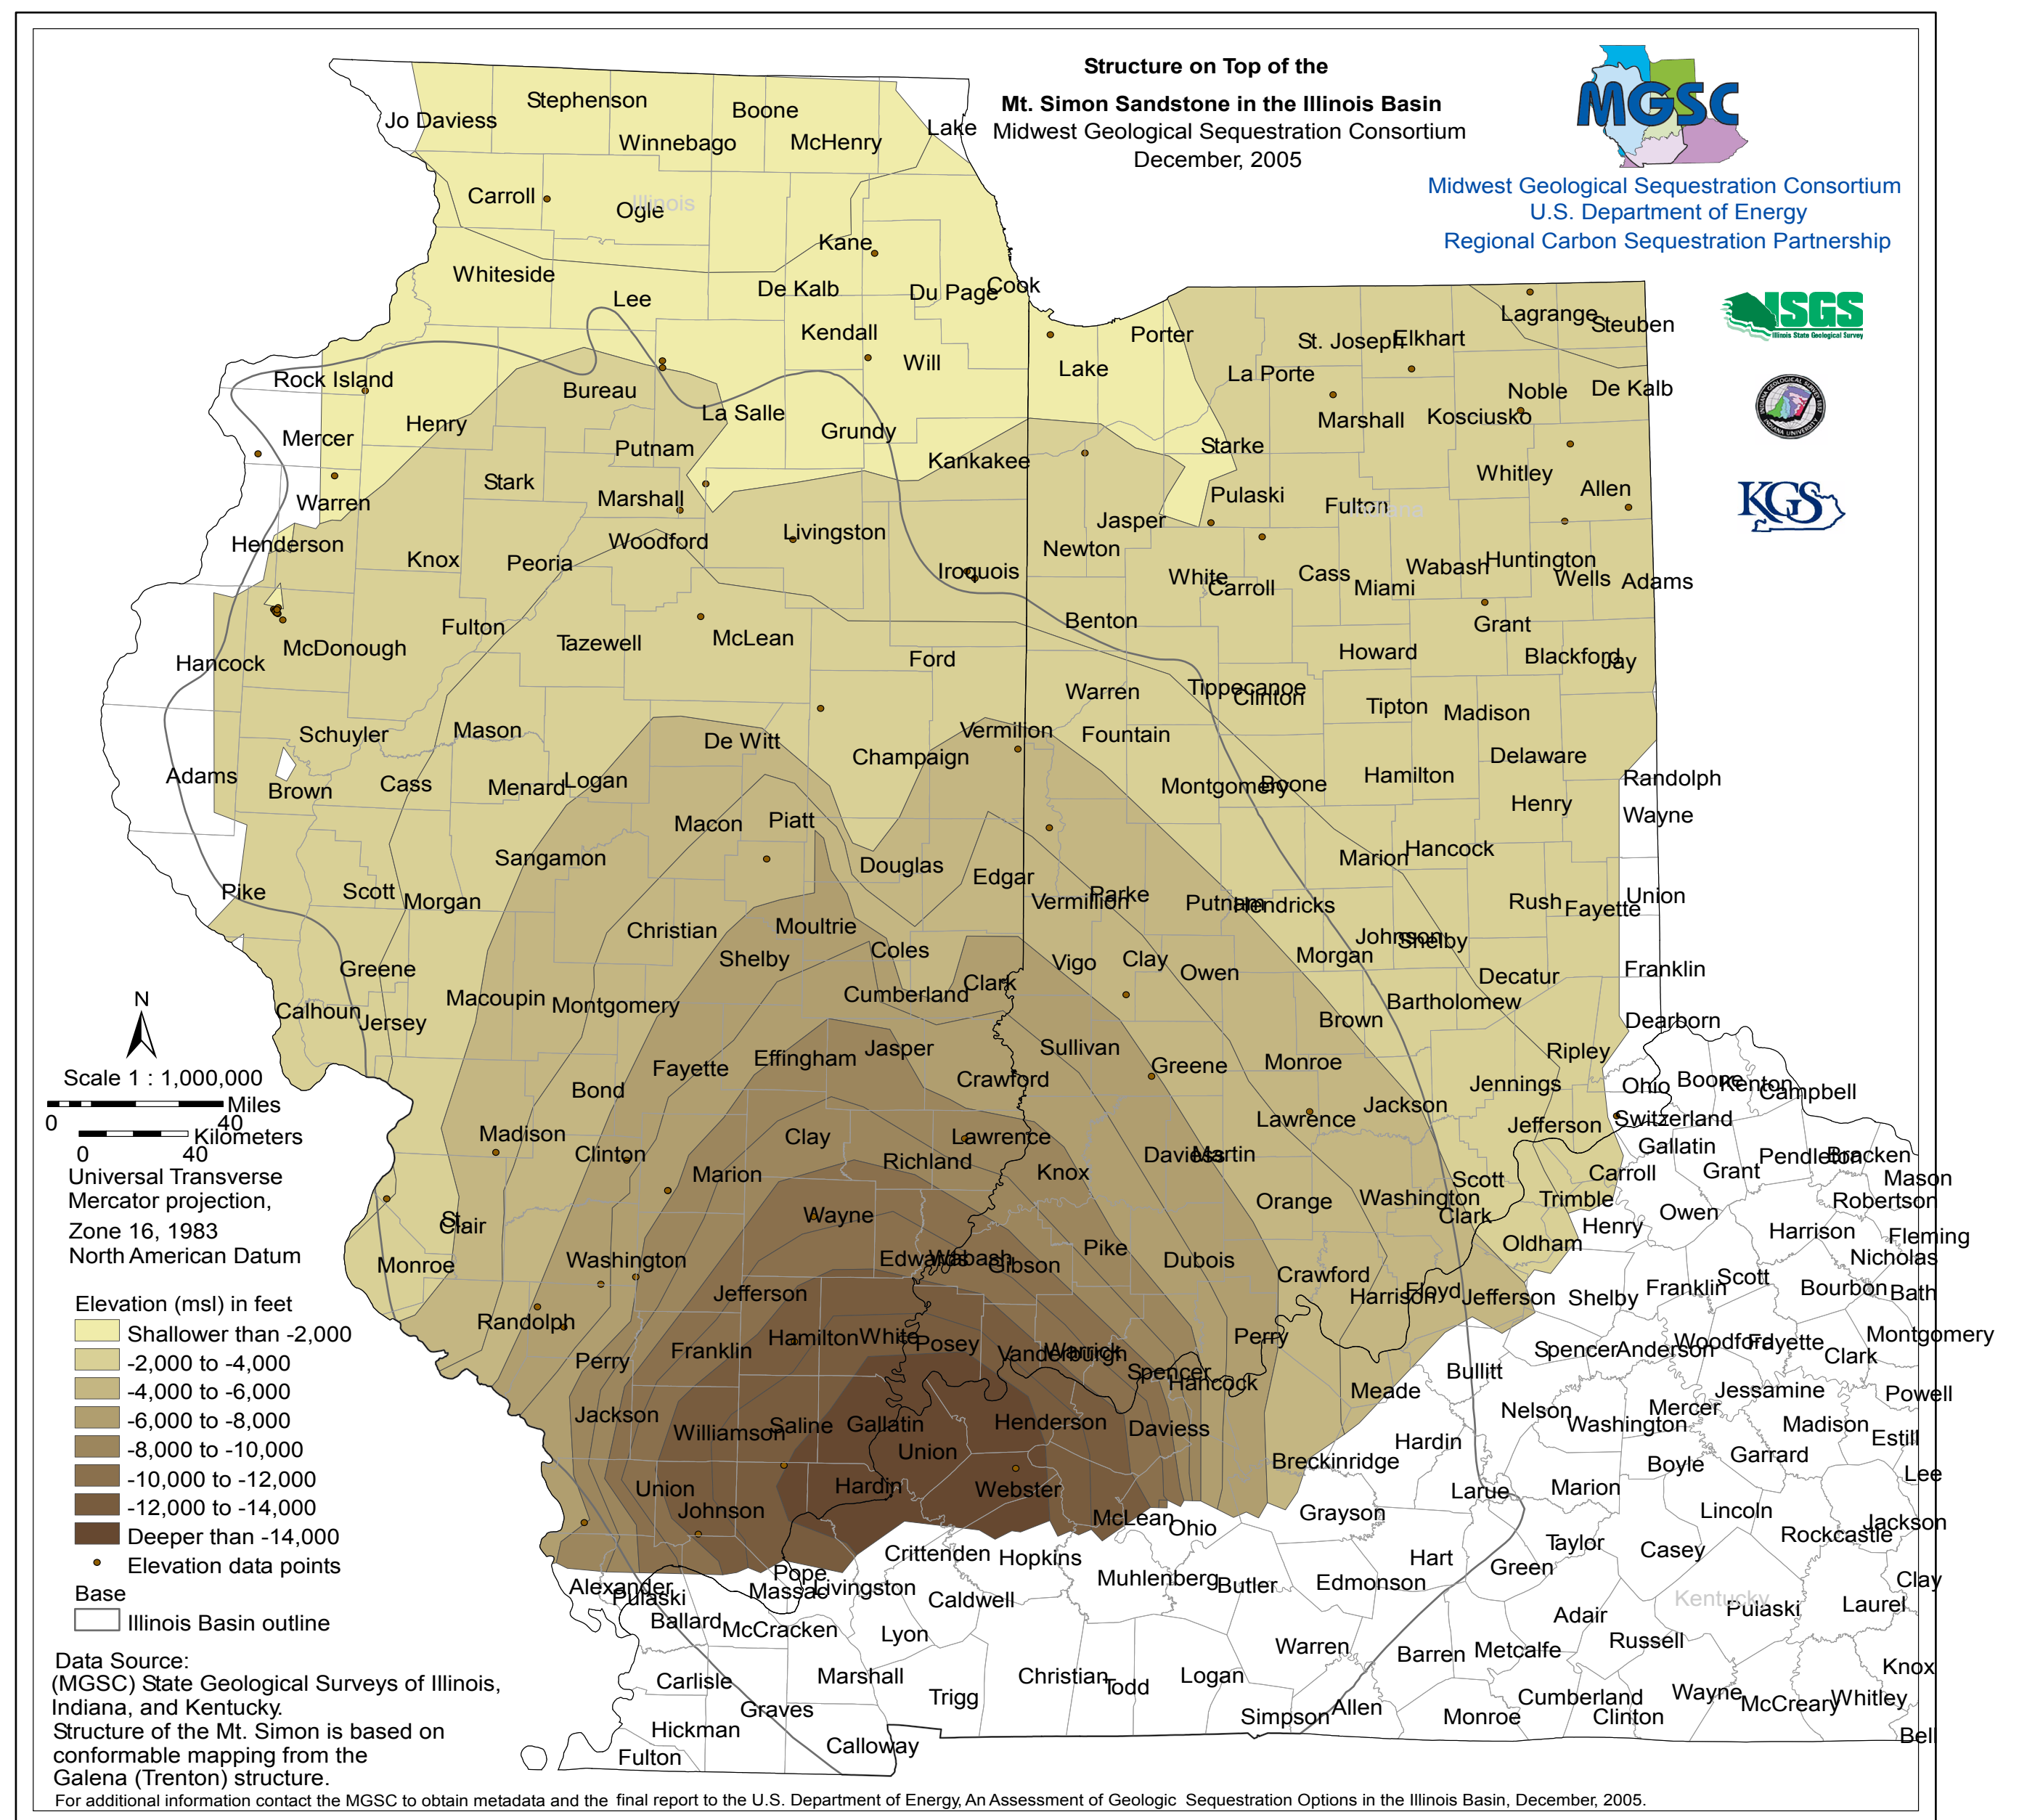 Structure on Top of the
Mt. Simon Sandstone in the Illinois Basin
Midwest Geological Sequestration Consortium
December, 2005
MGSC
Midwest Geological Sequestration Consortium
U.S. Department of Energy
Regional Carbon Sequestration Partnership
ISGS
Illinois State Geological Survey
KGS
Jo Daviess
Stephenson
Winnebago
Boone
McHenry
Lake
Carroll
Ogle
Illinois
Kane
Whiteside
Lee
De Kalb
Du Page
Cook
Kendall
Will
Rock Island
Bureau
La Salle
Henry
Mercer
Putnam
Grundy
Kankakee
Stark
Marshall
Warren
Henderson
Knox
Peoria
Woodford
Livingston
Iroquois
Fulton
Tazewell
McLean
McDonough
Hancock
Ford
Schuyler
Mason
De Witt
Vermilion
Champaign
Adams
Brown
Cass
Menard
Logan
Macon
Piatt
Sangamon
Douglas
Edgar
Pike
Scott
Morgan
Christian
Moultrie
Coles
Shelby
Greene
Cumberland
Clark
Calhoun
Jersey
Macoupin
Montgomery
Fayette
Effingham
Jasper
Crawford
Bond
Madison
Clinton
Marion
Clay
Richland
Lawrence
St. Clair
Wayne
Edwards
Wabash
Monroe
Washington
Jefferson
Randolph
Perry
Franklin
Hamilton
White
Jackson
Williamson
Saline
Gallatin
Union
Johnson
Hardin
Alexander
Pulaski
Pope
Massac
Lake
Porter
La Porte
St. Joseph
Elkhart
Lagrange
Steuben
Noble
De Kalb
Marshall
Kosciusko
Starke
Whitley
Allen
Pulaski
Fulton
Indiana
Jasper
Newton
White
Carroll
Cass
Miami
Wabash
Huntington
Wells
Adams
Benton
Grant
Howard
Blackford
Jay
Warren
Tippecanoe
Clinton
Tipton
Madison
Fountain
Delaware
Montgomery
Boone
Hamilton
Randolph
Henry
Wayne
Marion
Hancock
Vermillion
Parke
Putnam
Hendricks
Rush
Fayette
Union
Johnson
Shelby
Morgan
Vigo
Clay
Owen
Decatur
Franklin
Bartholomew
Brown
Dearborn
Sullivan
Greene
Monroe
Ripley
Jennings
Ohio
Lawrence
Jackson
Jefferson
Switzerland
Knox
Daviess
Martin
Scott
Orange
Washington
Clark
Gibson
Pike
Dubois
Crawford
Harrison
Floyd
Posey
Vanderburgh
Warrick
Spencer
Perry
Boone
Kenton
Campbell
Gallatin
Grant
Pendleton
Bracken
Mason
Carroll
Trimble
Owen
Robertson
Henry
Harrison
Fleming
Oldham
Nicholas
Jefferson
Shelby
Franklin
Scott
Bourbon
Bath
Spencer
Anderson
Woodford
Fayette
Montgomery
Clark
Bullitt
Hancock
Meade
Jessamine
Powell
Nelson
Washington
Mercer
Madison
Estill
Henderson
Daviess
Hardin
Garrard
Boyle
Lee
Union
Breckinridge
Webster
Larue
Marion
Lincoln
McLean
Ohio
Grayson
Rockcastle
Jackson
Taylor
Casey
Crittenden
Hopkins
Hart
Green
Livingston
Muhlenberg
Butler
Edmonson
Clay
Caldwell
Kentucky
Adair
Pulaski
Laurel
Ballard
McCracken
Lyon
Warren
Barren
Metcalfe
Russell
Knox
Carlisle
Marshall
Christian
Todd
Logan
Trigg
Graves
Allen
Cumberland
Wayne
McCreary
Whitley
Simpson
Monroe
Clinton
Hickman
Bell
Calloway
Fulton
N
Scale 1 : 1,000,000
Miles
0 40
Kilometers
0 40
Universal Transverse
Mercator projection,
Zone 16, 1983
North American Datum
Elevation (msl) in feet
Shallower than -2,000
-2,000 to -4,000
-4,000 to -6,000
-6,000 to -8,000
-8,000 to -10,000
-10,000 to -12,000
-12,000 to -14,000
Deeper than -14,000
Elevation data points
Base
Illinois Basin outline
Data Source:
(MGSC) State Geological Surveys of Illinois,
Indiana, and Kentucky.
Structure of the Mt. Simon is based on
conformable mapping from the
Galena (Trenton) structure.
For additional information contact the MGSC to obtain metadata and the final report to the U.S. Department of Energy, An Assessment of Geologic Sequestration Options in the Illinois Basin, December, 2005.